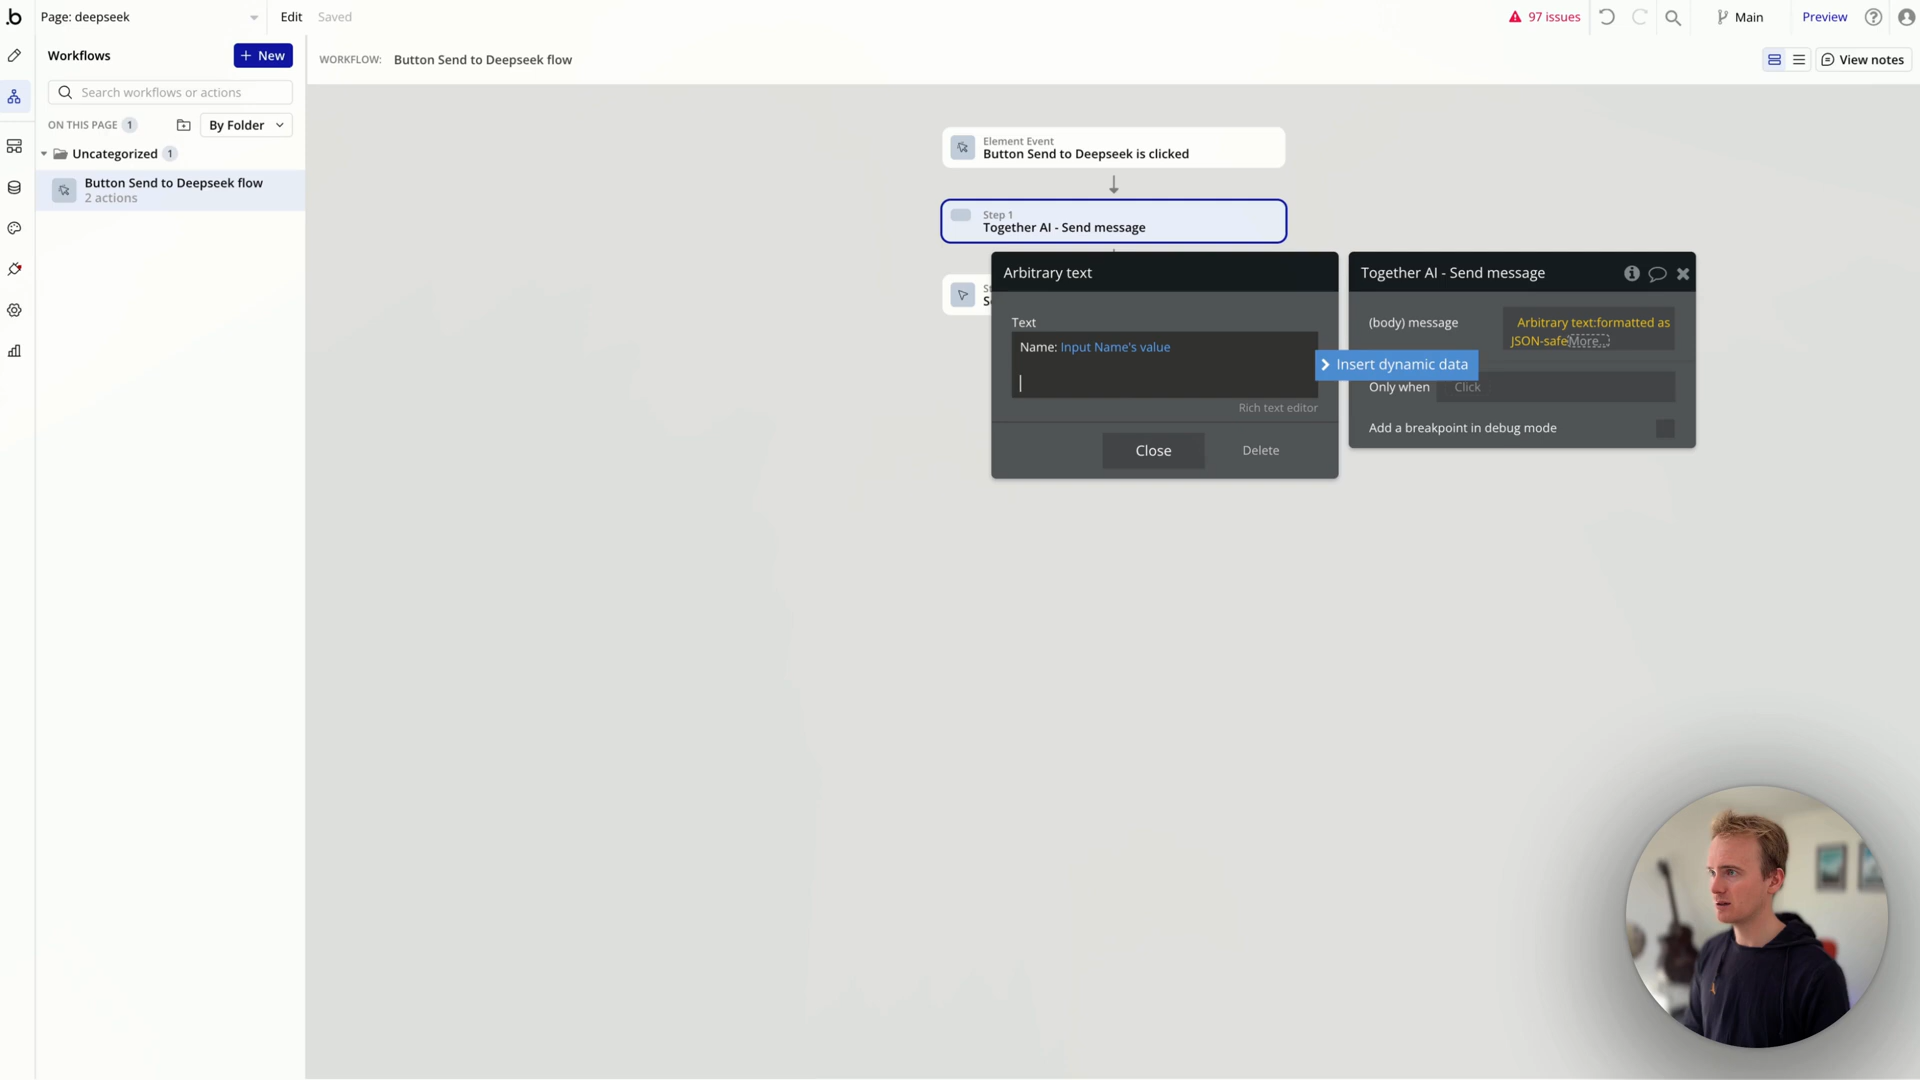 .b
Page: deepseek
Edit
Saved
97 issues
Main
Preview
Workflows
+ New
WORKFLOW: Button Send to Deepseek flow
View notes
Search workflows or actions
ON THIS PAGE 1
By Folder
Uncategorized 1
Button Send to Deepseek flow
2 actions
Element Event
Button Send to Deepseek is clicked
Step 1
Together AI - Send message
St
S
Arbitrary text
Text
Name: Input Name's value
Rich text editor
Close
Delete
Insert dynamic data
Together AI - Send message
(body) message
Arbitrary text:formatted as
JSON-safeMore...
Only when
Click
Add a breakpoint in debug mode